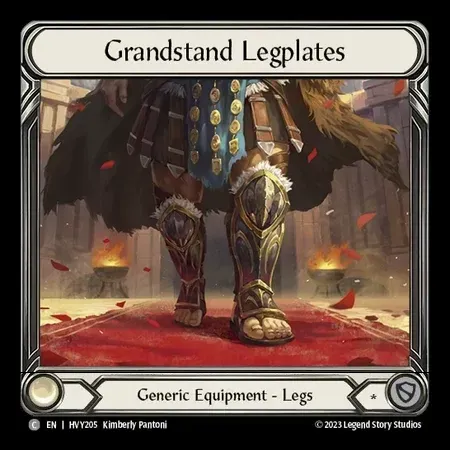 Grandstand Legplates
Generic Equipment - Legs
*
C EN | HVY205 Kimberly Pantoni
© 2023 Legend Story Studios